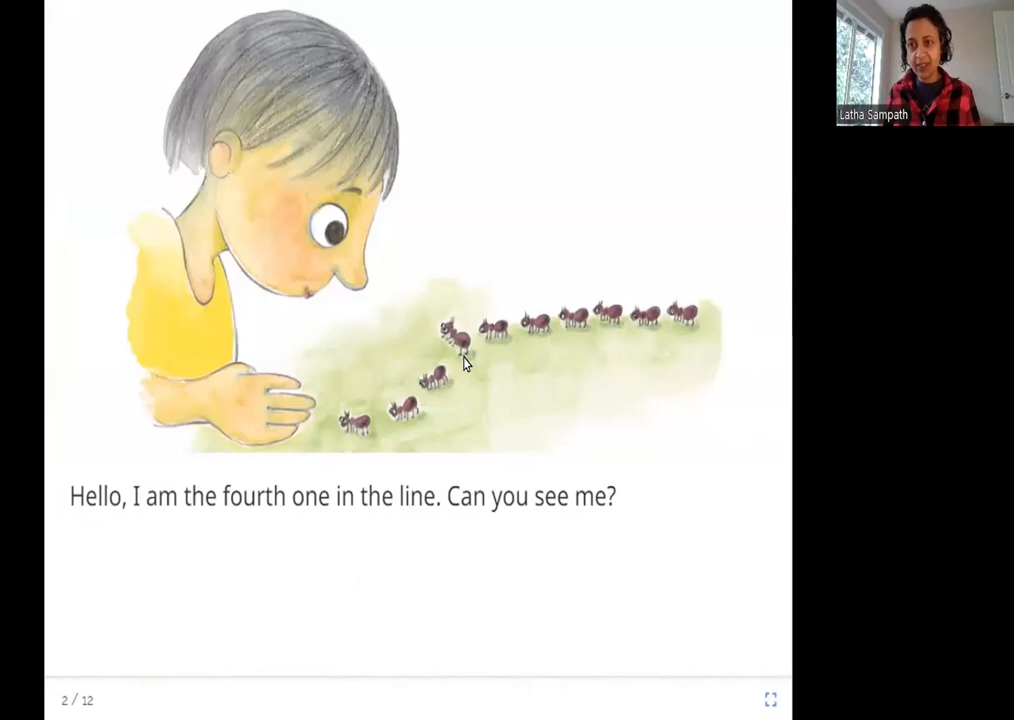 Latha Sampath
Hello, I am the fourth one in the line. Can you see me?
2 / 12